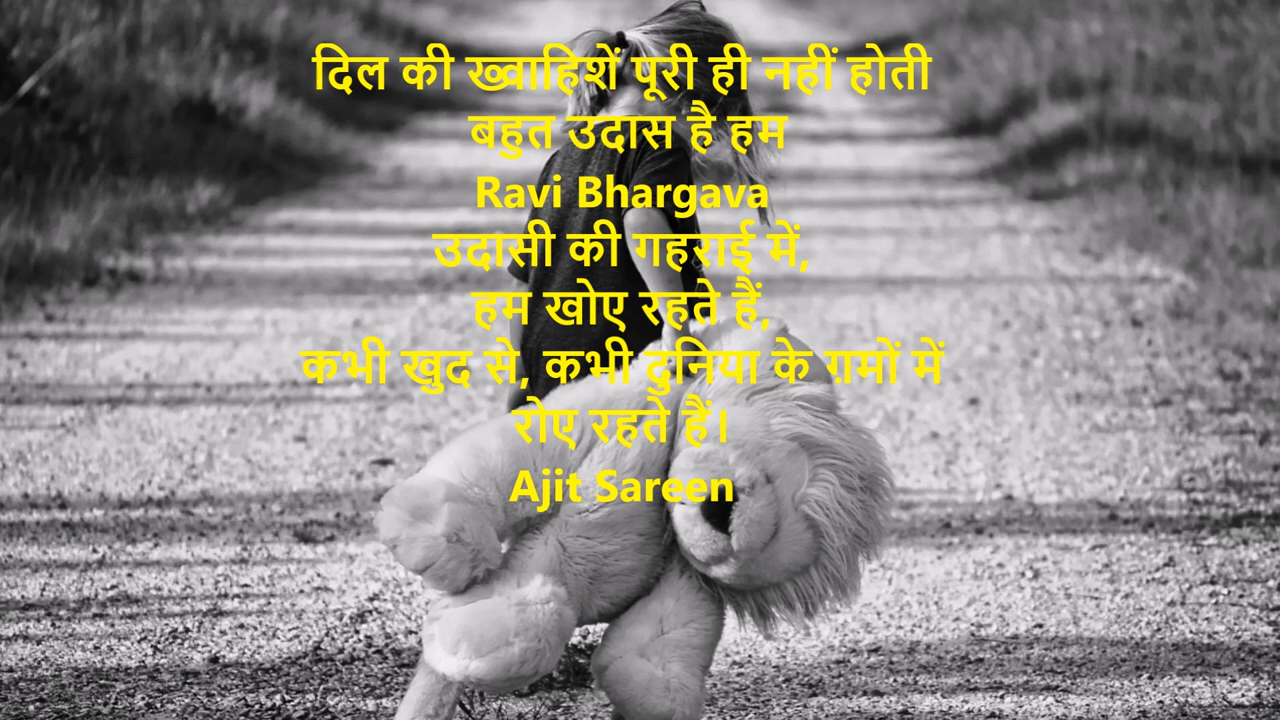 दिल की ख्वाहिशें पूरी ही नहीं होती
बहुत उदास है हम
Ravi Bhargava
उदासी की गहराई में,
हम खोए रहते हैं,
कभी खुद से, कभी दुनिया के ग़मों में
रोए रहते हैं।
Ajit Sareen